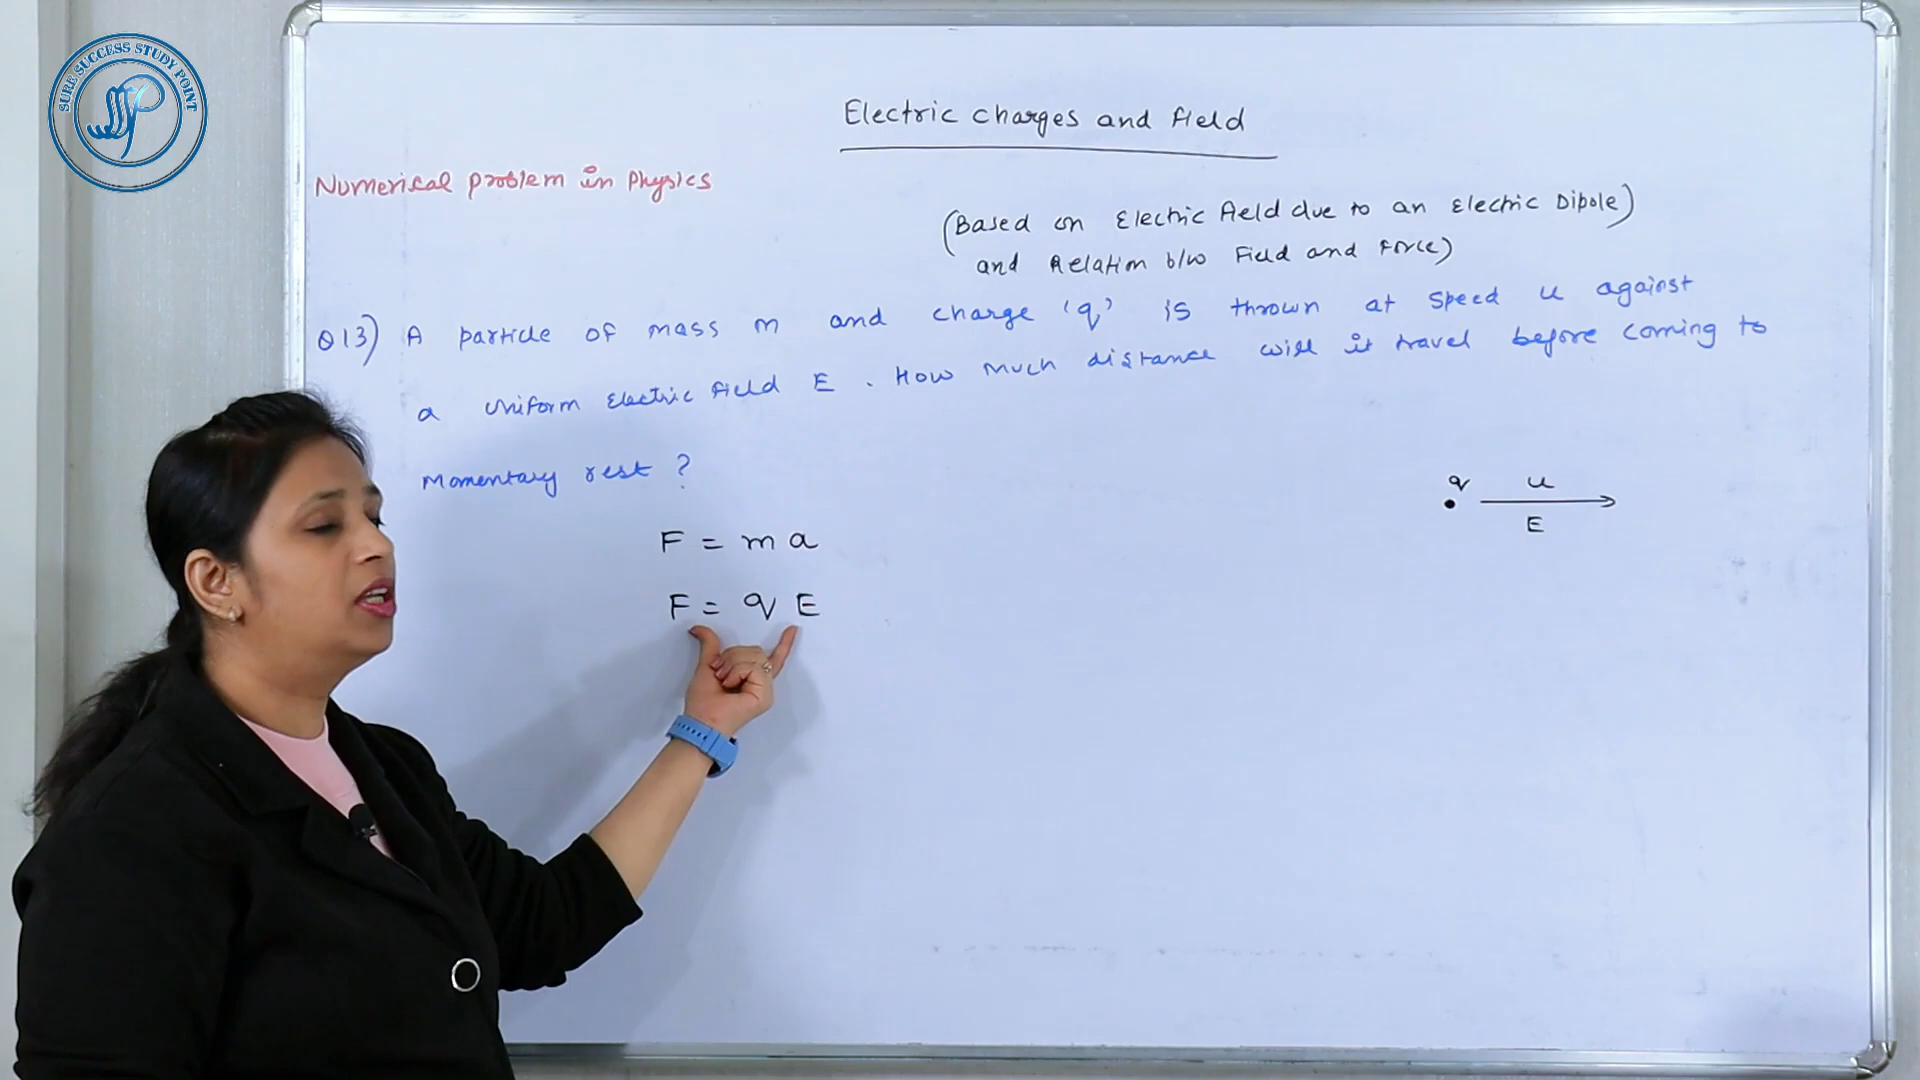 SURE SUCCESS STUDY POINT
Electric charges and field
Numerical problem in Physics
(Based on Electric field due to an Electric Dipole)
and Relation b/w Field and Force)
Q13) A particle of mass m and charge 'q' is thrown at speed u against
a uniform electric field E. How much distance will it travel before coming to
momentary rest ?
q u
E
F = m a
F = q E